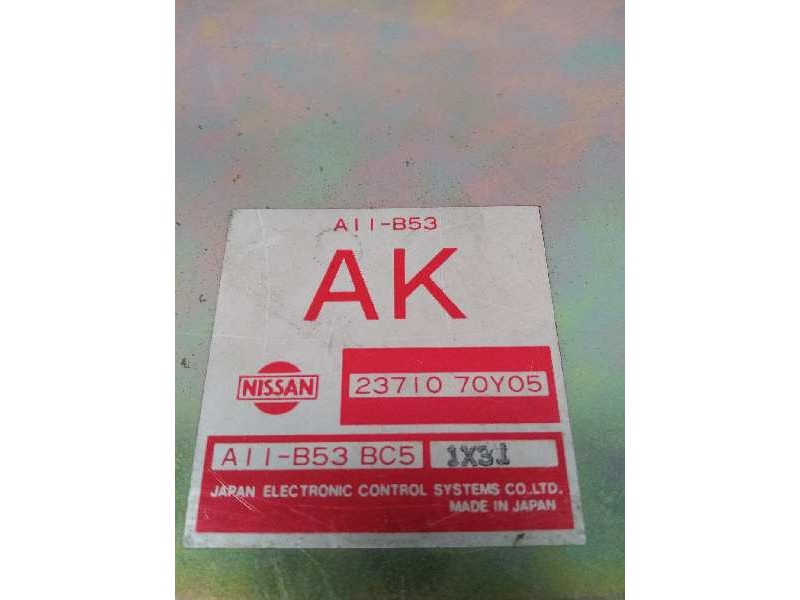 A11-B53
AK
NISSAN 23710 70Y05
A11-B53 BC5 1X31
JAPAN ELECTRONIC CONTROL SYSTEMS CO.,LTD.
MADE IN JAPAN